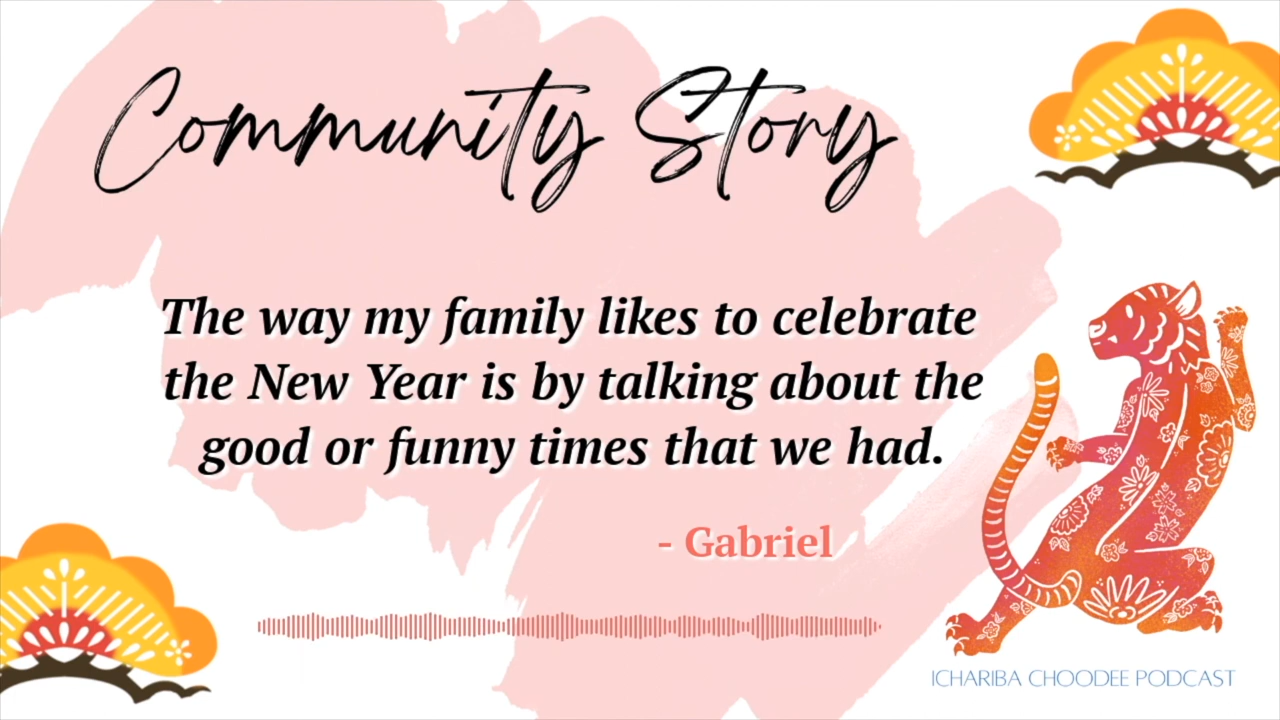 Community Story
The way my family likes to celebrate
the New Year is by talking about the
good or funny times that we had.
- Gabriel
ICHARIBA CHOODEE PODCAST